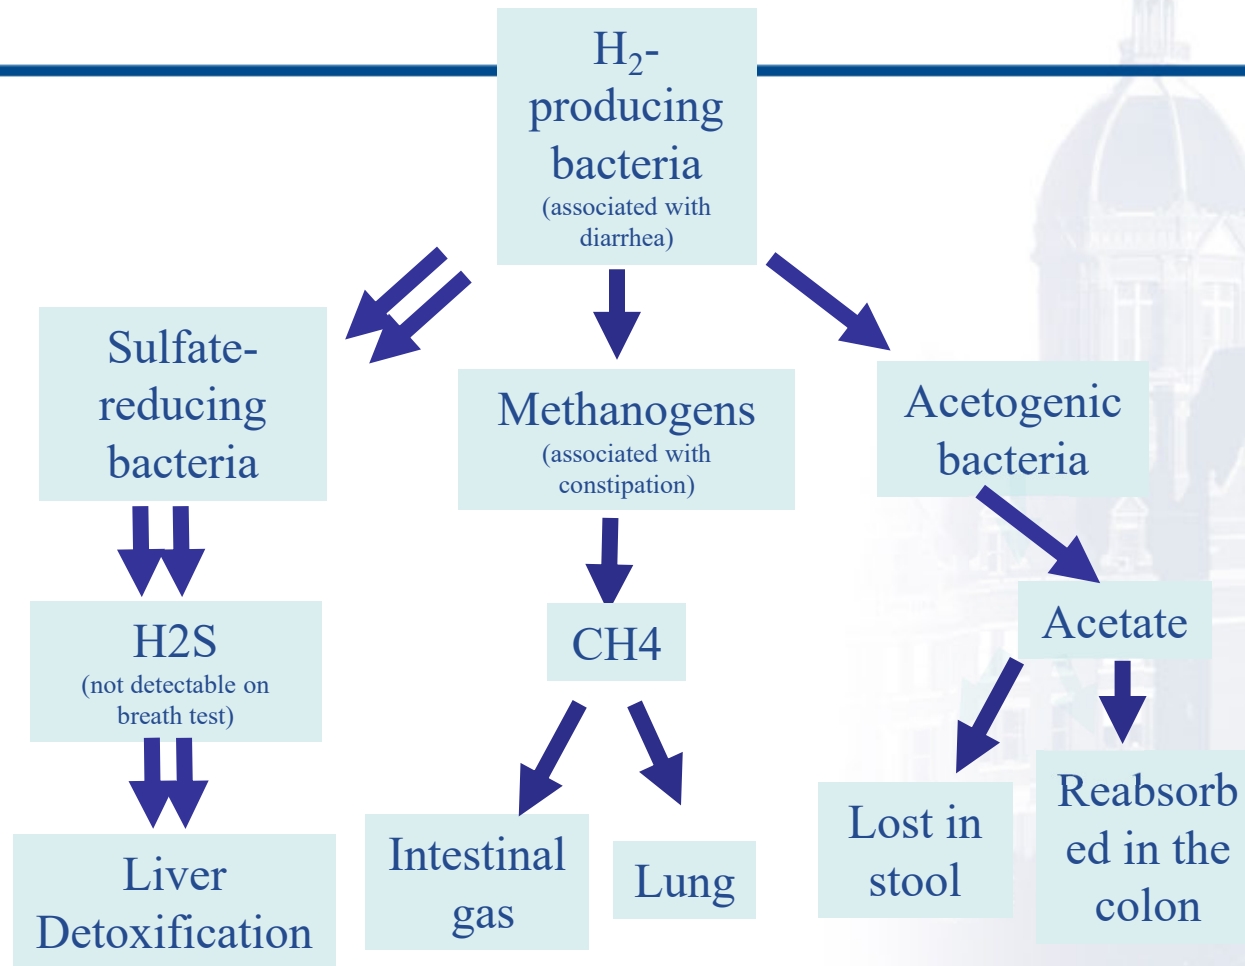 H₂-
producing
bacteria
(associated with
diarrhea)
Sulfate-
reducing
bacteria
Methanogens
(associated with
constipation)
Acetogenic
bacteria
H2S
(not detectable on
breath test)
CH4
Acetate
Liver
Detoxification
Intestinal
gas
Lung
Lost in
stool
Reabsorb
ed in the
colon